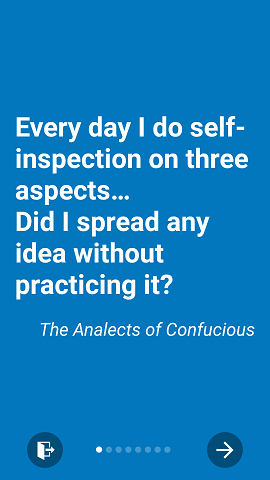 Every day I do self-
inspection on three
aspects...
Did I spread any
idea without
practicing it?
The Analects of Confucious